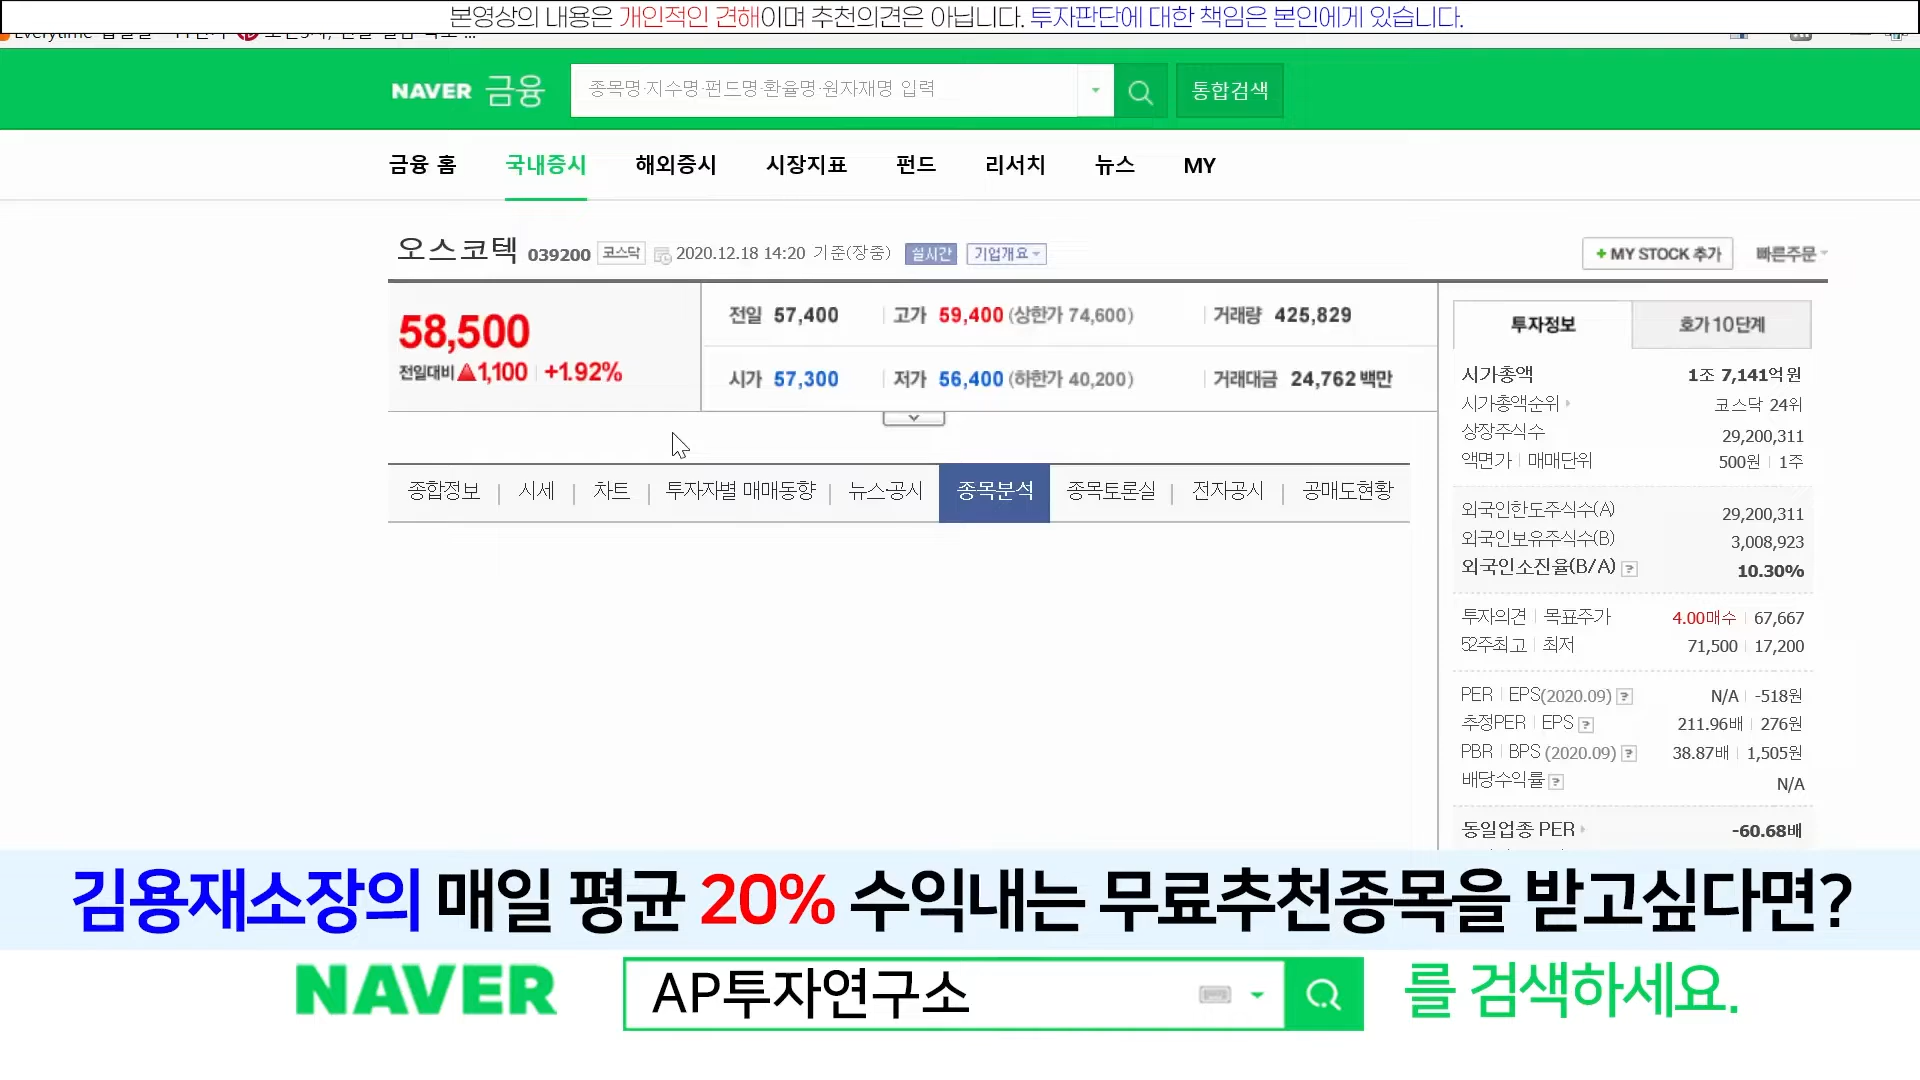 본영상의 내용은 개인적인 견해이며 추천의견은 아닙니다. 투자판단에 대한 책임은 본인에게 있습니다.
NAVER 금융 종목명·지수명·펀드명·환율명·원자재명 입력 통합검색
금융 홈 국내증시 해외증시 시장지표 펀드 리서치 뉴스 MY
오스코텍 039200 코스닥 2020.12.18 14:20 기준(장중) 실시간 기업개요 + MY STOCK 추가 빠른주문
58,500
전일대비 ▲1,100 +1.92%
전일 57,400 고가 59,400 (상한가 74,600) 거래량 425,829
시가 57,300 저가 56,400 (하한가 40,200) 거래대금 24,762 백만
종합정보 시세 차트 투자자별 매매동향 뉴스·공시 종목분석 종목토론실 전자공시 공매도현황
투자정보 호가 10단계
시가총액 1조 7,141억원
시가총액순위 코스닥 24위
상장주식수 29,200,311
액면가 매매단위 500원 1주
외국인한도주식수(A) 29,200,311
외국인보유주식수(B) 3,008,923
외국인소진율(B/A) ? 10.30%
투자의견 목표주가 4.00매수 67,667
52주최고 최저 71,500 17,200
PER EPS(2020.09) ? N/A -518원
추정PER EPS ? 211.96배 276원
PBR BPS (2020.09) ? 38.87배 1,505원
배당수익률 ? N/A
동일업종 PER -60.68배
김용재소장의 매일 평균 20% 수익내는 무료추천종목을 받고싶다면?
NAVER AP투자연구소 를 검색하세요.